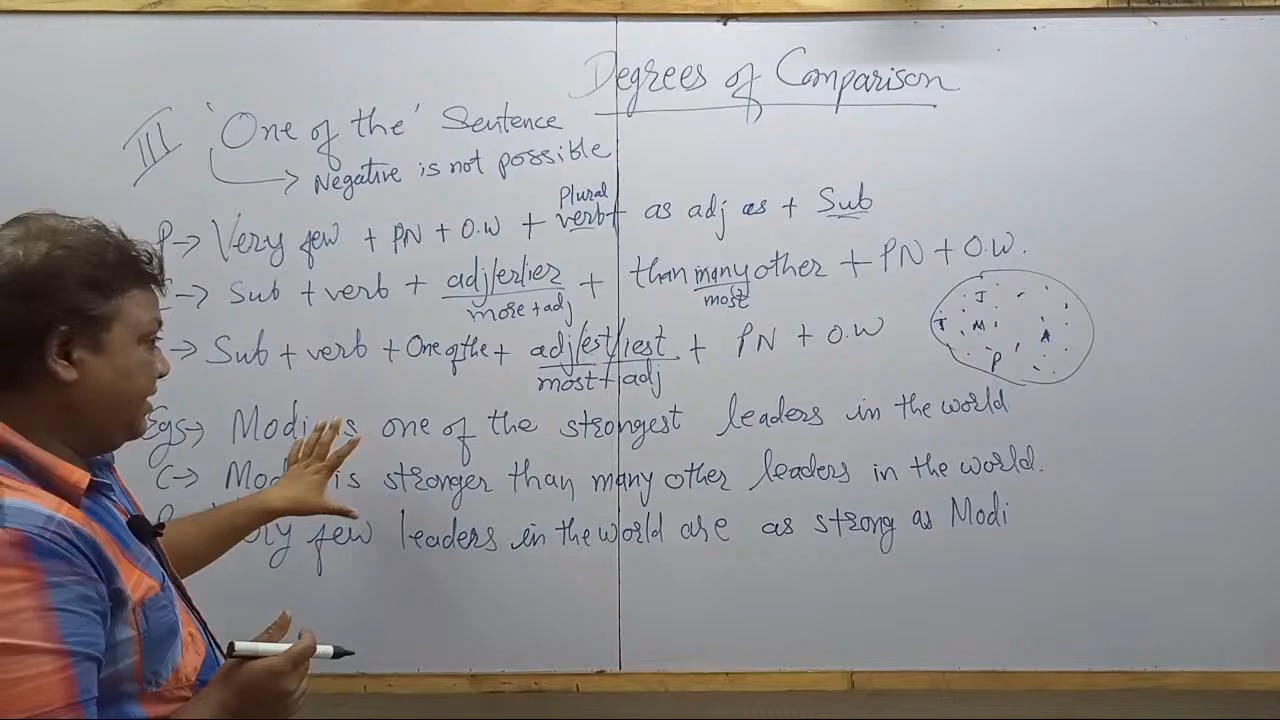 Degrees of Comparison
III 'One of the' Sentence
Negative is not possible
Plural
P→ Very few + PN + O.W + verb + as adj as + Sub
→ Sub + verb + adj/er/ier + than many other + PN + O.W.
more + adj most
→ Sub + verb + One of the + adj/est/iest + PN + O.W
most + adj
J
T M A
P
Egs→ Modi is one of the strongest leaders in the world
C→ Modi is stronger than many other leaders in the world.
few leaders in the world are as strong as Modi